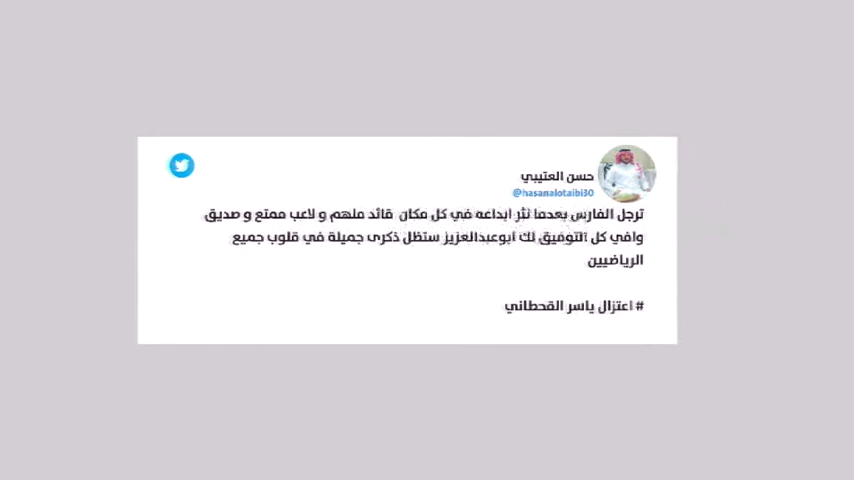 حسن العتيبي
@hasanalotaibi30
ترجل الفارس بعدما نثر ابداعه في كل مكان قائد ملهم و لاعب ممتع و صديق
وافي كل التوفيق لك أبوعبدالعزيز ستظل ذكرى جميلة في قلوب جميع
الرياضيين
# اعتزال ياسر القحطاني